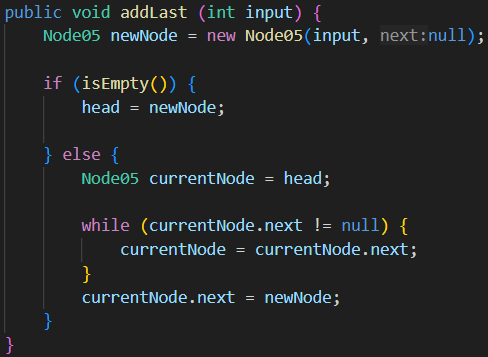 public void addLast (int input) {
    Node05 newNode = new Node05(input, next:null);

    if (isEmpty()) {
        head = newNode;

    } else {
        Node05 currentNode = head;

        while (currentNode.next != null) {
            currentNode = currentNode.next;
        }
        currentNode.next = newNode;
    }
}